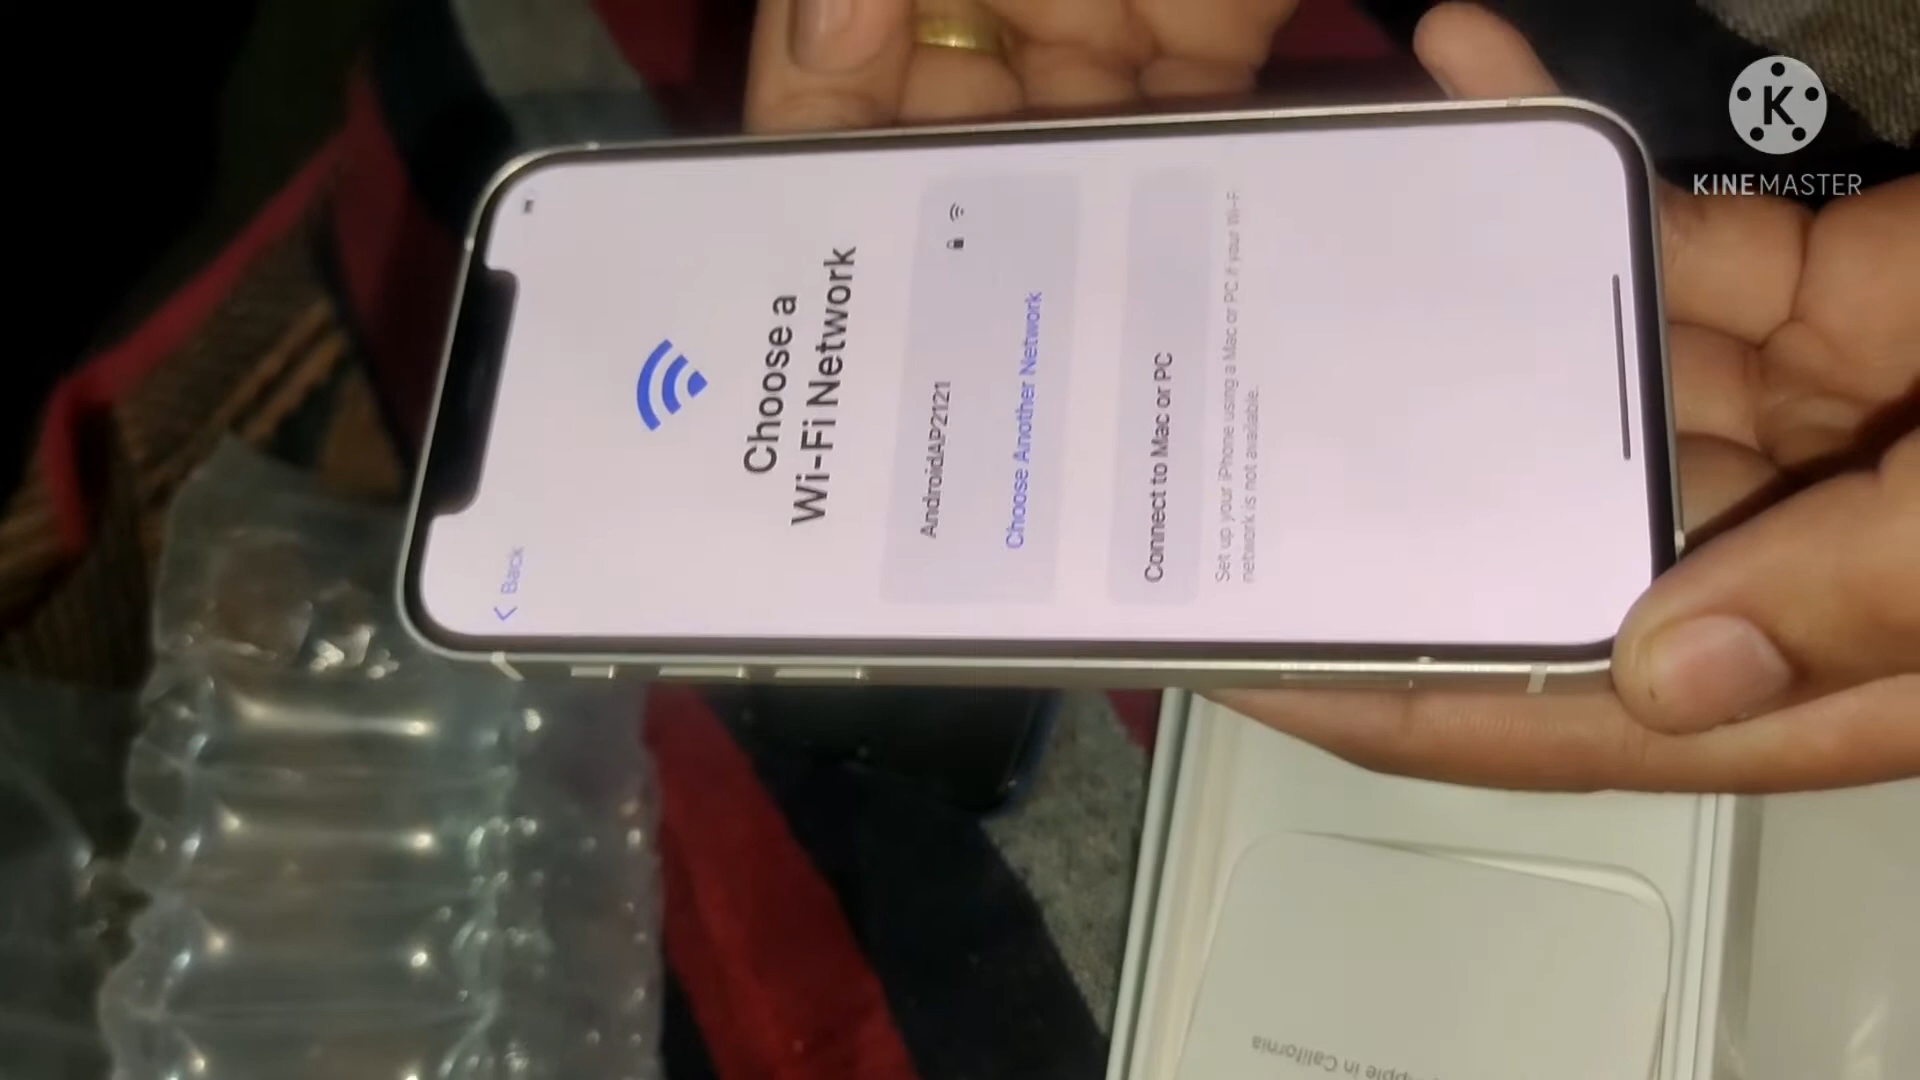 Back
Choose a
Wi-Fi Network
AndroidAP2121
Choose Another Network
Connect to Mac or PC
Set up your iPhone using a Mac or PC if your Wi-Fi
network is not available.
K
KINEMASTER
Apple in California